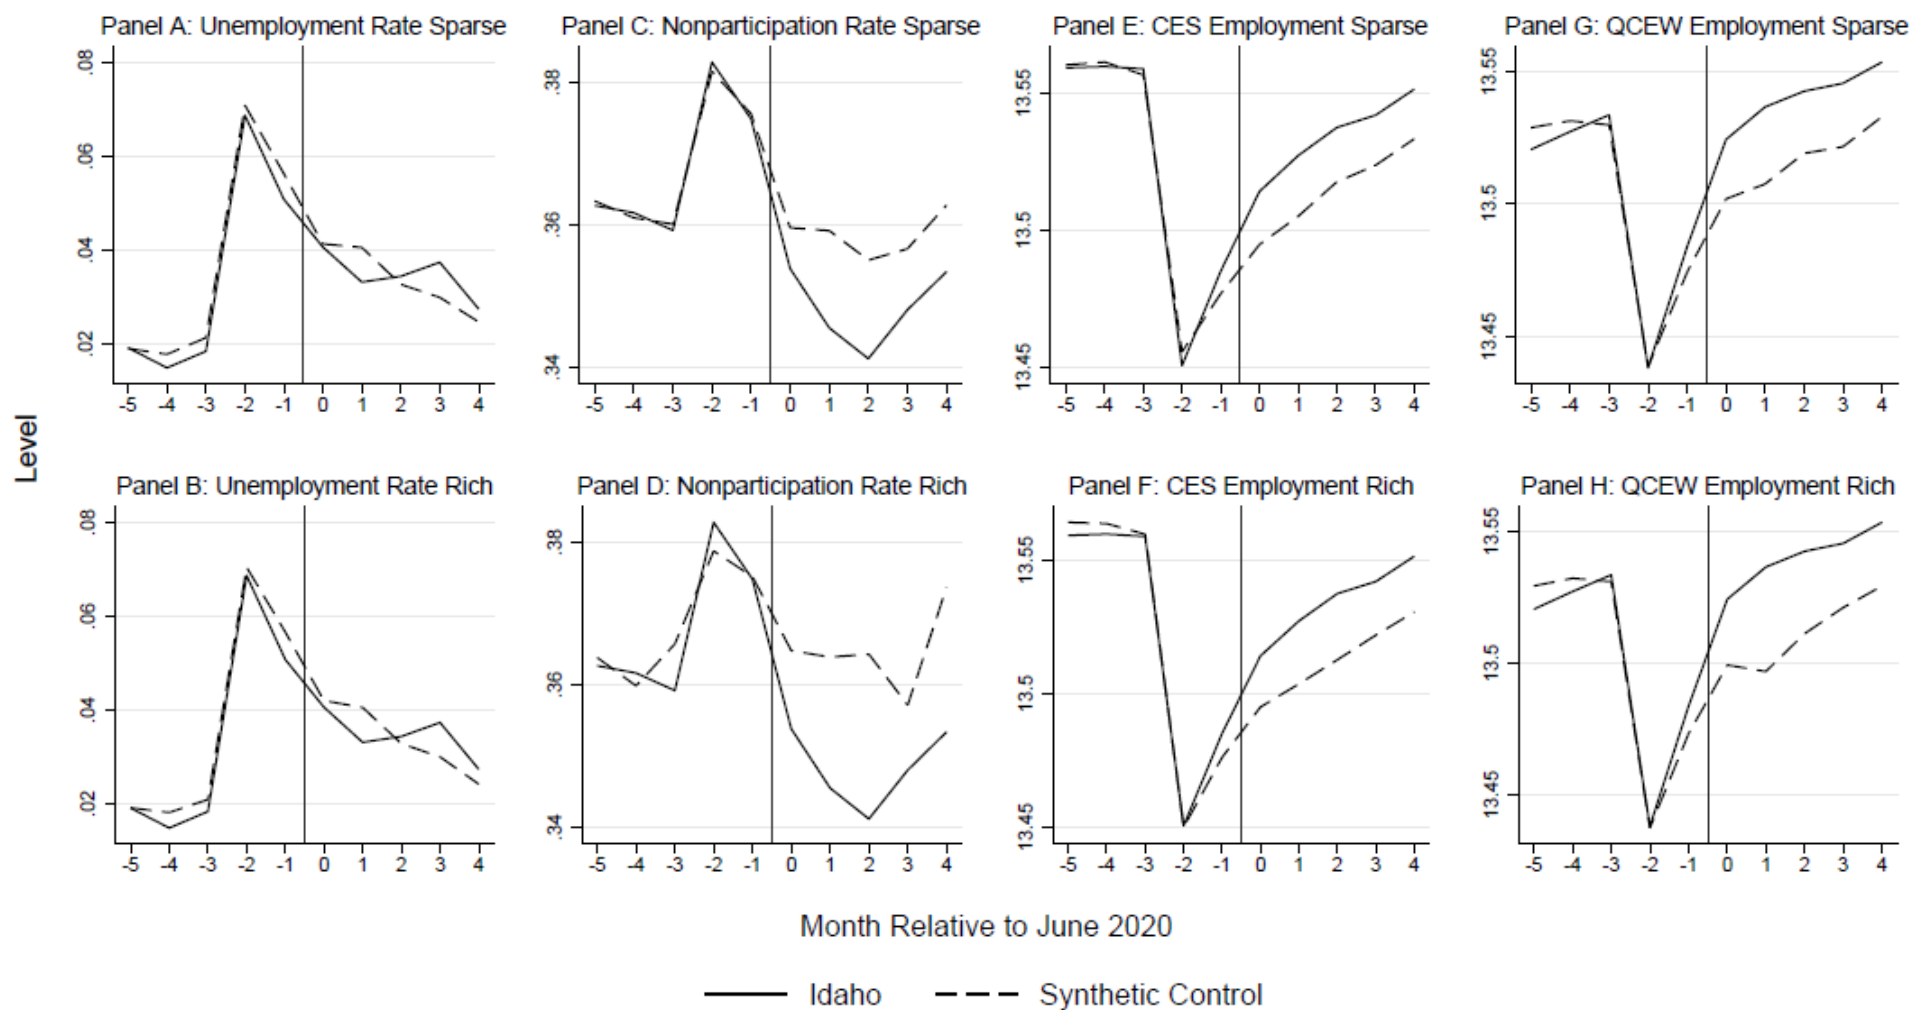 Panel A: Unemployment Rate Sparse
Panel C: Nonparticipation Rate Sparse
Panel E: CES Employment Sparse
Panel G: QCEW Employment Sparse
.08
.06
.04
.02
-5 -4 -3 -2 -1 0 1 2 3 4
.38
.36
.34
-5 -4 -3 -2 -1 0 1 2 3 4
13.55
13.5
13.45
-5 -4 -3 -2 -1 0 1 2 3 4
13.55
13.5
13.45
-5 -4 -3 -2 -1 0 1 2 3 4
Level
Panel B: Unemployment Rate Rich
Panel D: Nonparticipation Rate Rich
Panel F: CES Employment Rich
Panel H: QCEW Employment Rich
.08
.06
.04
.02
-5 -4 -3 -2 -1 0 1 2 3 4
.38
.36
.34
-5 -4 -3 -2 -1 0 1 2 3 4
13.55
13.5
13.45
-5 -4 -3 -2 -1 0 1 2 3 4
13.55
13.5
13.45
-5 -4 -3 -2 -1 0 1 2 3 4
Month Relative to June 2020
Idaho
Synthetic Control